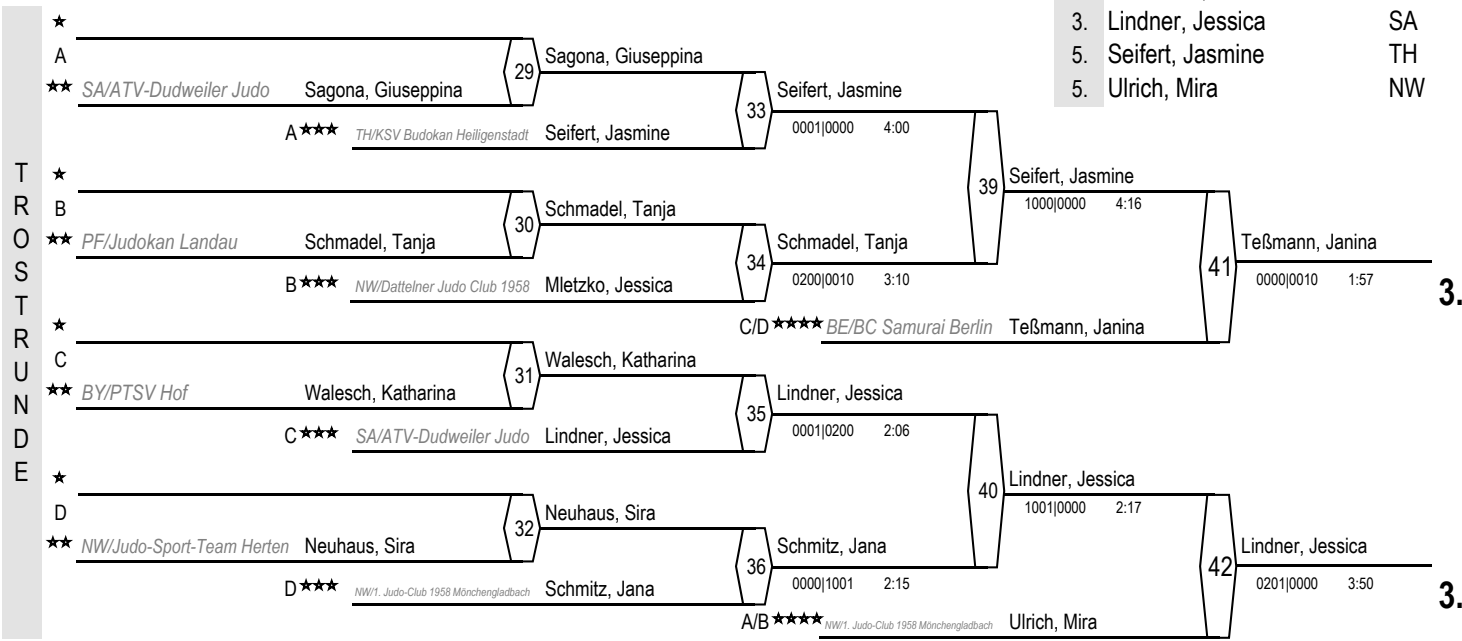 3. Lindner, Jessica SA
5. Seifert, Jasmine TH
5. Ulrich, Mira NW
TROSTRUNDE
★
A
★★ SA/ATV-Dudweiler Judo Sagona, Giuseppina
29
Sagona, Giuseppina
A★★★ TH/KSV Budokan Heiligenstadt Seifert, Jasmine
33
Seifert, Jasmine
0001|0000 4:00
★
B
★★ PF/Judokan Landau Schmadel, Tanja
30
Schmadel, Tanja
B★★★ NW/Dattelner Judo Club 1958 Mletzko, Jessica
34
Schmadel, Tanja
0200|0010 3:10
39
Seifert, Jasmine
1000|0000 4:16
C/D★★★★ BE/BC Samurai Berlin Teßmann, Janina
41
Teßmann, Janina
0000|0010 1:57
3.
★
C
★★ BY/PTSV Hof Walesch, Katharina
31
Walesch, Katharina
C★★★ SA/ATV-Dudweiler Judo Lindner, Jessica
35
Lindner, Jessica
0001|0200 2:06
★
D
★★ NW/Judo-Sport-Team Herten Neuhaus, Sira
32
Neuhaus, Sira
D★★★ NW/1. Judo-Club 1958 Mönchengladbach Schmitz, Jana
36
Schmitz, Jana
0000|1001 2:15
40
Lindner, Jessica
1001|0000 2:17
A/B★★★★ NW/1. Judo-Club 1958 Mönchengladbach Ulrich, Mira
42
Lindner, Jessica
0201|0000 3:50
3.